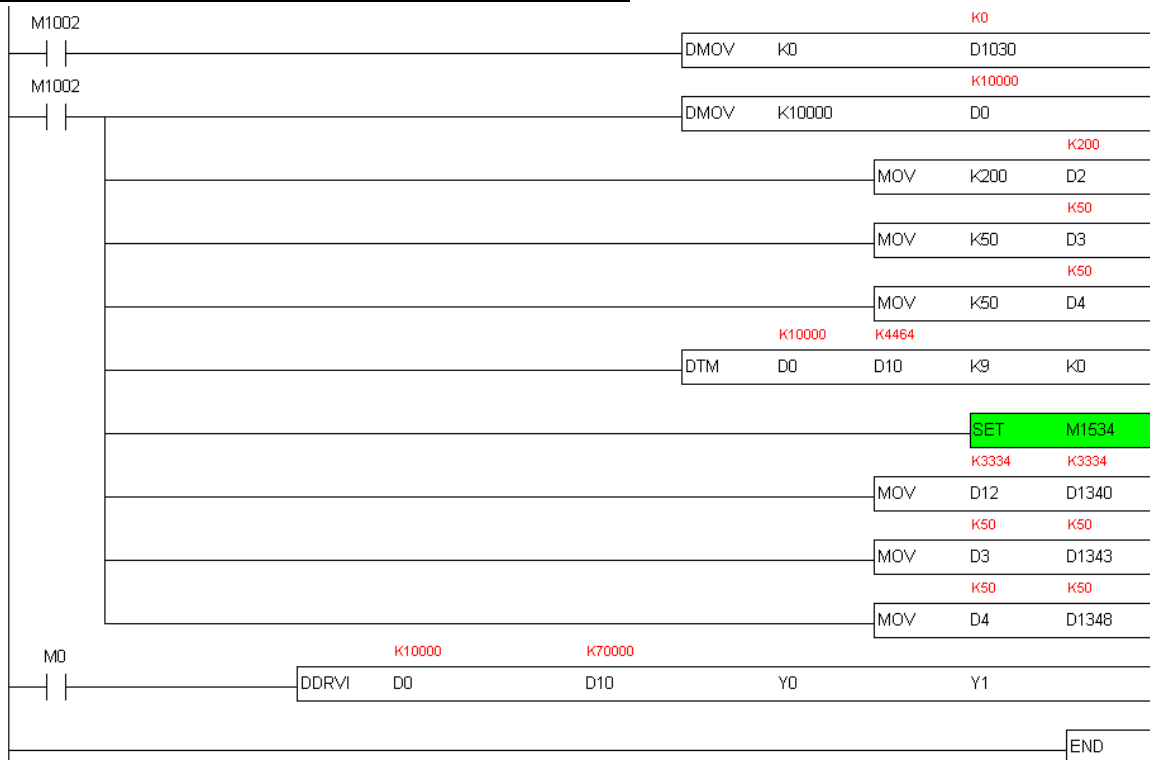 M1002
K0
DMOV K0 D1030
M1002
K10000
DMOV K10000 D0
K200
MOV K200 D2
K50
MOV K50 D3
K50
MOV K50 D4
K10000 K4464
DTM D0 D10 K9 K0
SET M1534
K3334 K3334
MOV D12 D1340
K50 K50
MOV D3 D1343
K50 K50
MOV D4 D1348
M0
K10000 K70000
DDRVI D0 D10 Y0 Y1
END